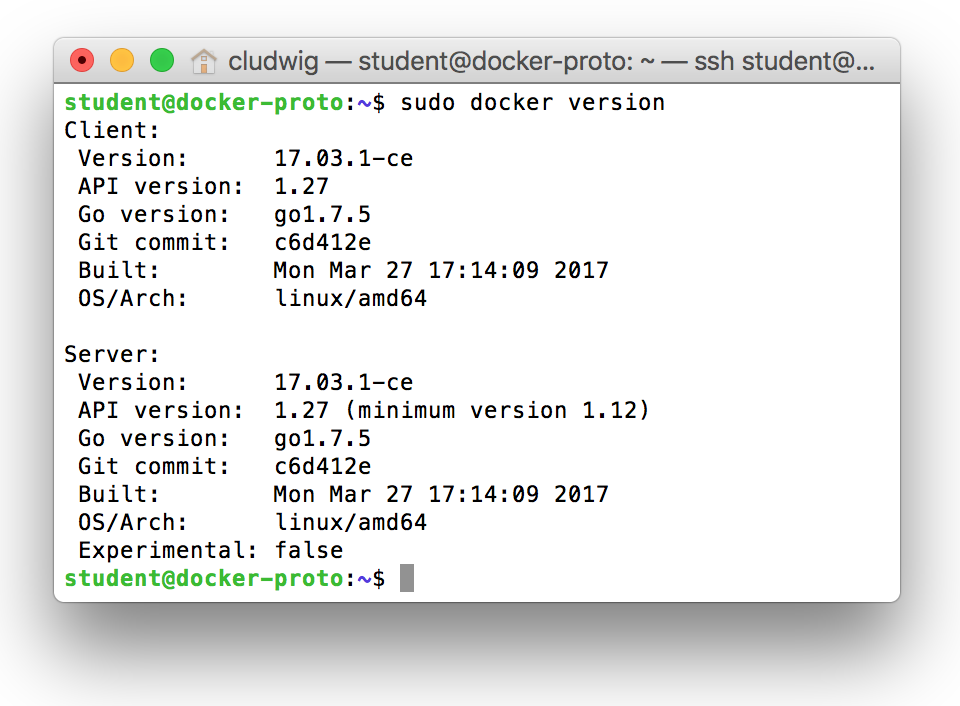 cludwig — student@docker-proto: ~ — ssh student@...
student@docker-proto:~$ sudo docker version
Client:
 Version:      17.03.1-ce
 API version:  1.27
 Go version:   go1.7.5
 Git commit:   c6d412e
 Built:        Mon Mar 27 17:14:09 2017
 OS/Arch:      linux/amd64

Server:
 Version:      17.03.1-ce
 API version:  1.27 (minimum version 1.12)
 Go version:   go1.7.5
 Git commit:   c6d412e
 Built:        Mon Mar 27 17:14:09 2017
 OS/Arch:      linux/amd64
 Experimental: false
student@docker-proto:~$